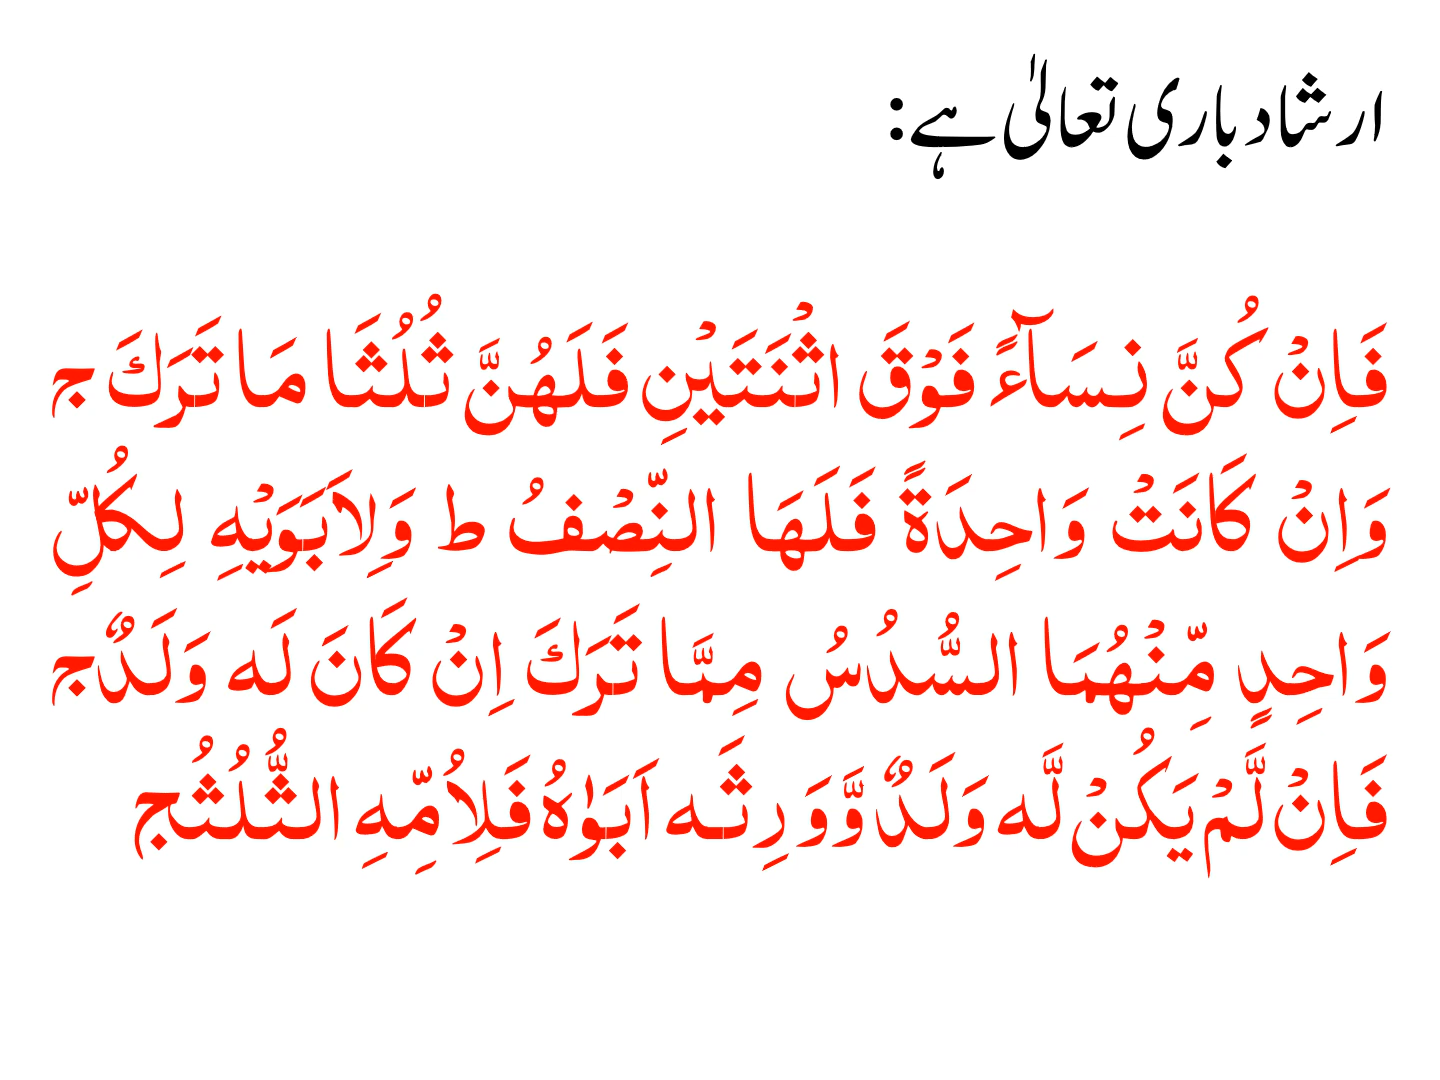 ارشاد باری تعالیٰ ہے:
فَاِنْ كُنَّ نِسَآءً فَوْقَ اثْنَتَيْنِ فَلَهُنَّ ثُلُثَا مَا تَرَكَ ج
وَاِنْ كَانَتْ وَاحِدَةً فَلَهَا النِّصْفُ ط وَلِاَبَوَيْهِ لِكُلِّ
وَاحِدٍ مِّنْهُمَا السُّدُسُ مِمَّا تَرَكَ اِنْ كَانَ لَه وَلَدٌ ج
فَاِنْ لَّمْ يَكُنْ لَّه وَلَدٌ وَّوَرِثَه اَبَوٰهُ فَلِاُمِّهِ الثُّلُثُ ج